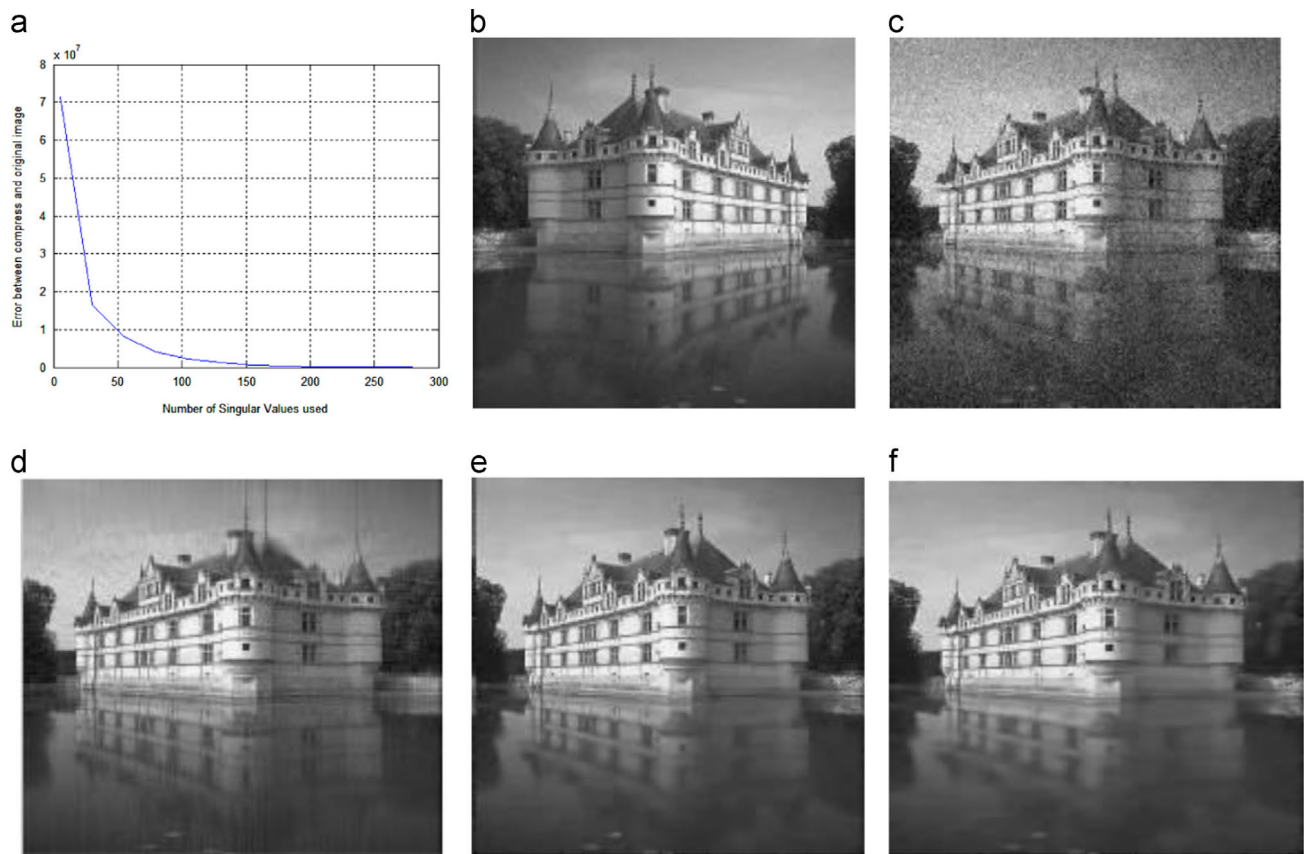 a
b
c
x 10^7
8
7
6
5
4
3
2
1
0
Error between compress and original image
0
50
100
150
200
250
300
Number of Singular Values used
d
e
f